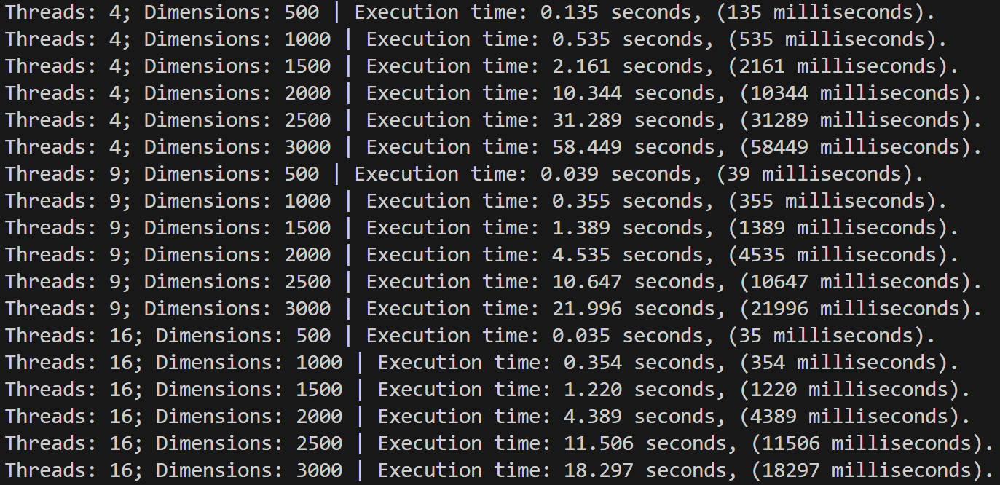 Threads: 4; Dimensions: 500 | Execution time: 0.135 seconds, (135 milliseconds).
Threads: 4; Dimensions: 1000 | Execution time: 0.535 seconds, (535 milliseconds).
Threads: 4; Dimensions: 1500 | Execution time: 2.161 seconds, (2161 milliseconds).
Threads: 4; Dimensions: 2000 | Execution time: 10.344 seconds, (10344 milliseconds).
Threads: 4; Dimensions: 2500 | Execution time: 31.289 seconds, (31289 milliseconds).
Threads: 4; Dimensions: 3000 | Execution time: 58.449 seconds, (58449 milliseconds).
Threads: 9; Dimensions: 500 | Execution time: 0.039 seconds, (39 milliseconds).
Threads: 9; Dimensions: 1000 | Execution time: 0.355 seconds, (355 milliseconds).
Threads: 9; Dimensions: 1500 | Execution time: 1.389 seconds, (1389 milliseconds).
Threads: 9; Dimensions: 2000 | Execution time: 4.535 seconds, (4535 milliseconds).
Threads: 9; Dimensions: 2500 | Execution time: 10.647 seconds, (10647 milliseconds).
Threads: 9; Dimensions: 3000 | Execution time: 21.996 seconds, (21996 milliseconds).
Threads: 16; Dimensions: 500 | Execution time: 0.035 seconds, (35 milliseconds).
Threads: 16; Dimensions: 1000 | Execution time: 0.354 seconds, (354 milliseconds).
Threads: 16; Dimensions: 1500 | Execution time: 1.220 seconds, (1220 milliseconds).
Threads: 16; Dimensions: 2000 | Execution time: 4.389 seconds, (4389 milliseconds).
Threads: 16; Dimensions: 2500 | Execution time: 11.506 seconds, (11506 milliseconds).
Threads: 16; Dimensions: 3000 | Execution time: 18.297 seconds, (18297 milliseconds).